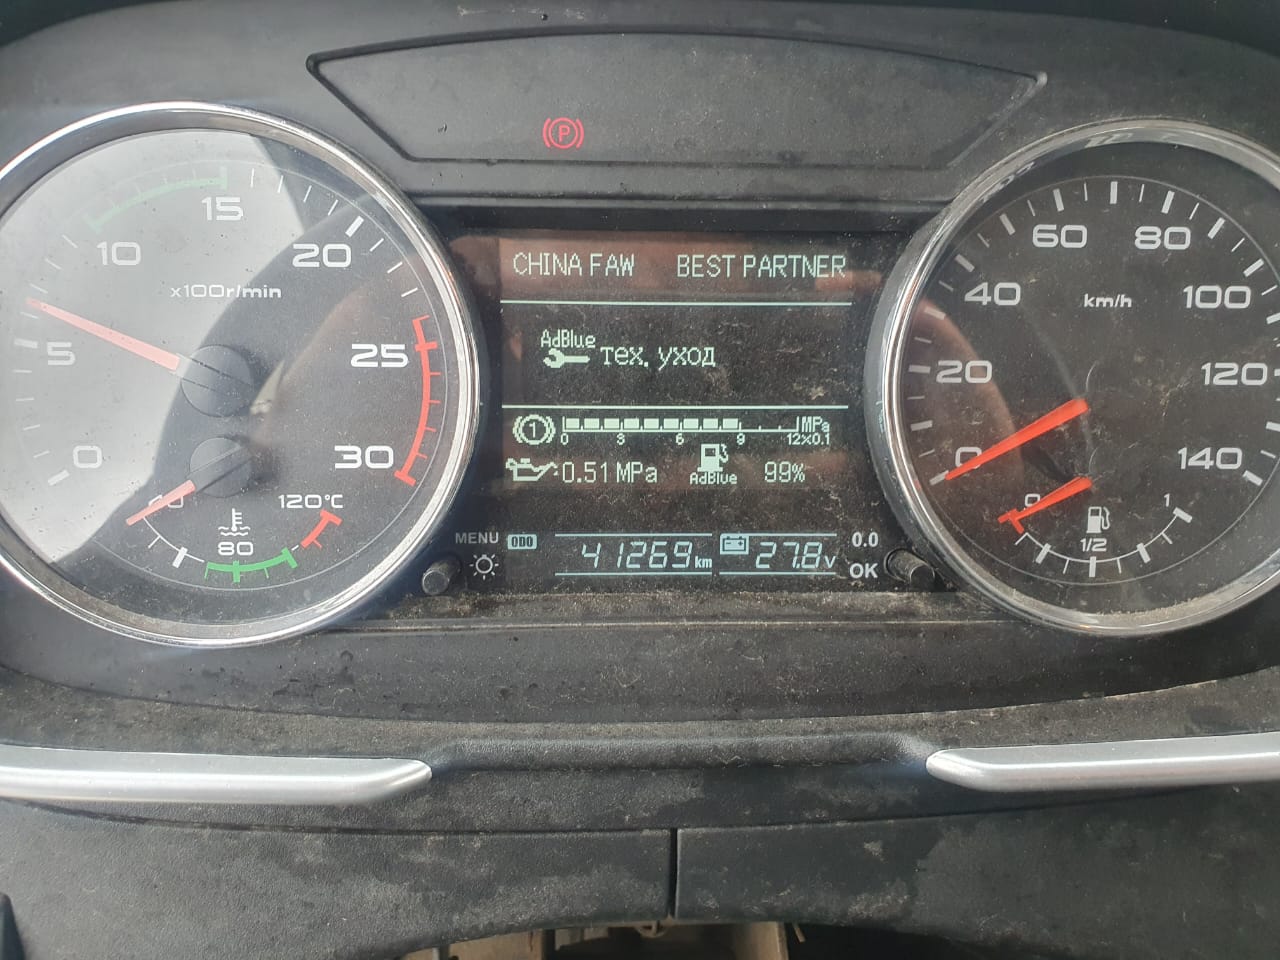 P
15
10
20
x100r/min
5
25
0
30
120°C
80
CHINA FAW BEST PARTNER
AdBlue
тех. уход
1
MPa
0 3 6 9 12×0.1
0.51 MPa AdBlue 99%
MENU ODO 41269 km 27.8 v 0.0
OK
60 80
40 km/h 100
20 120
0 140
0 1
1/2